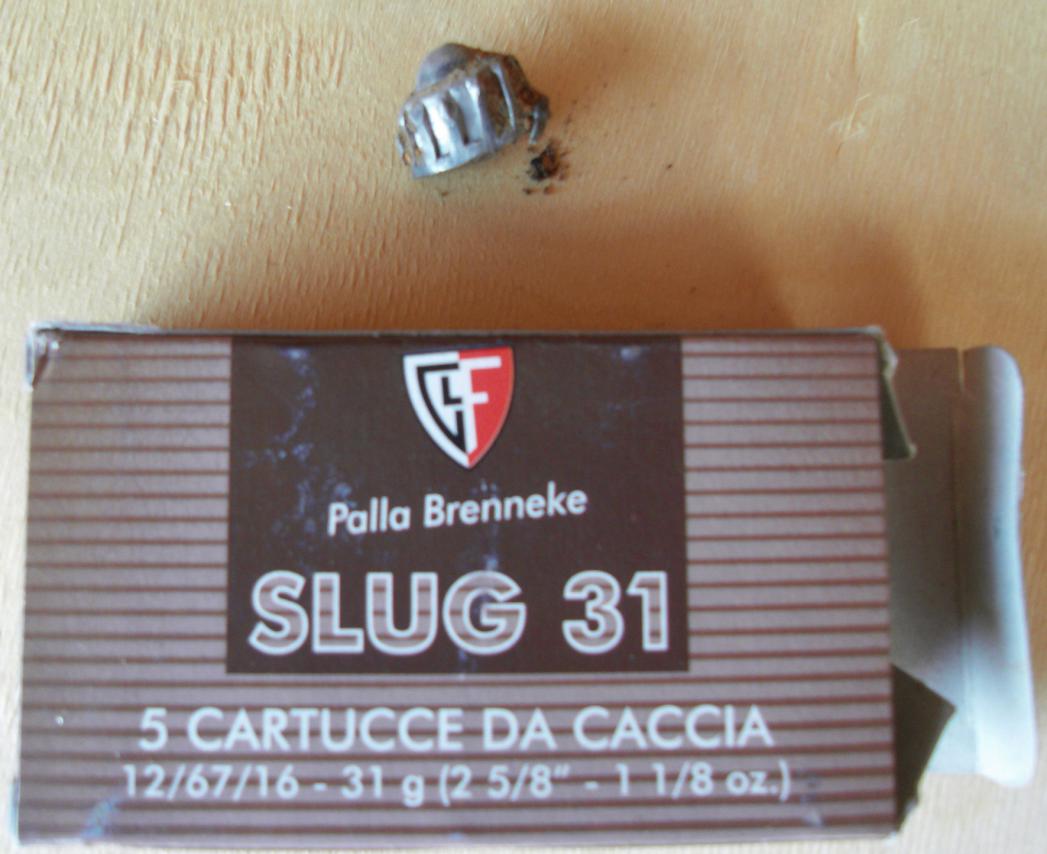 CLF
Palla Brenneke
SLUG 31
5 CARTUCCE DA CACCIA
12/67/16 - 31 g (2 5/8" - 1 1/8 oz.)